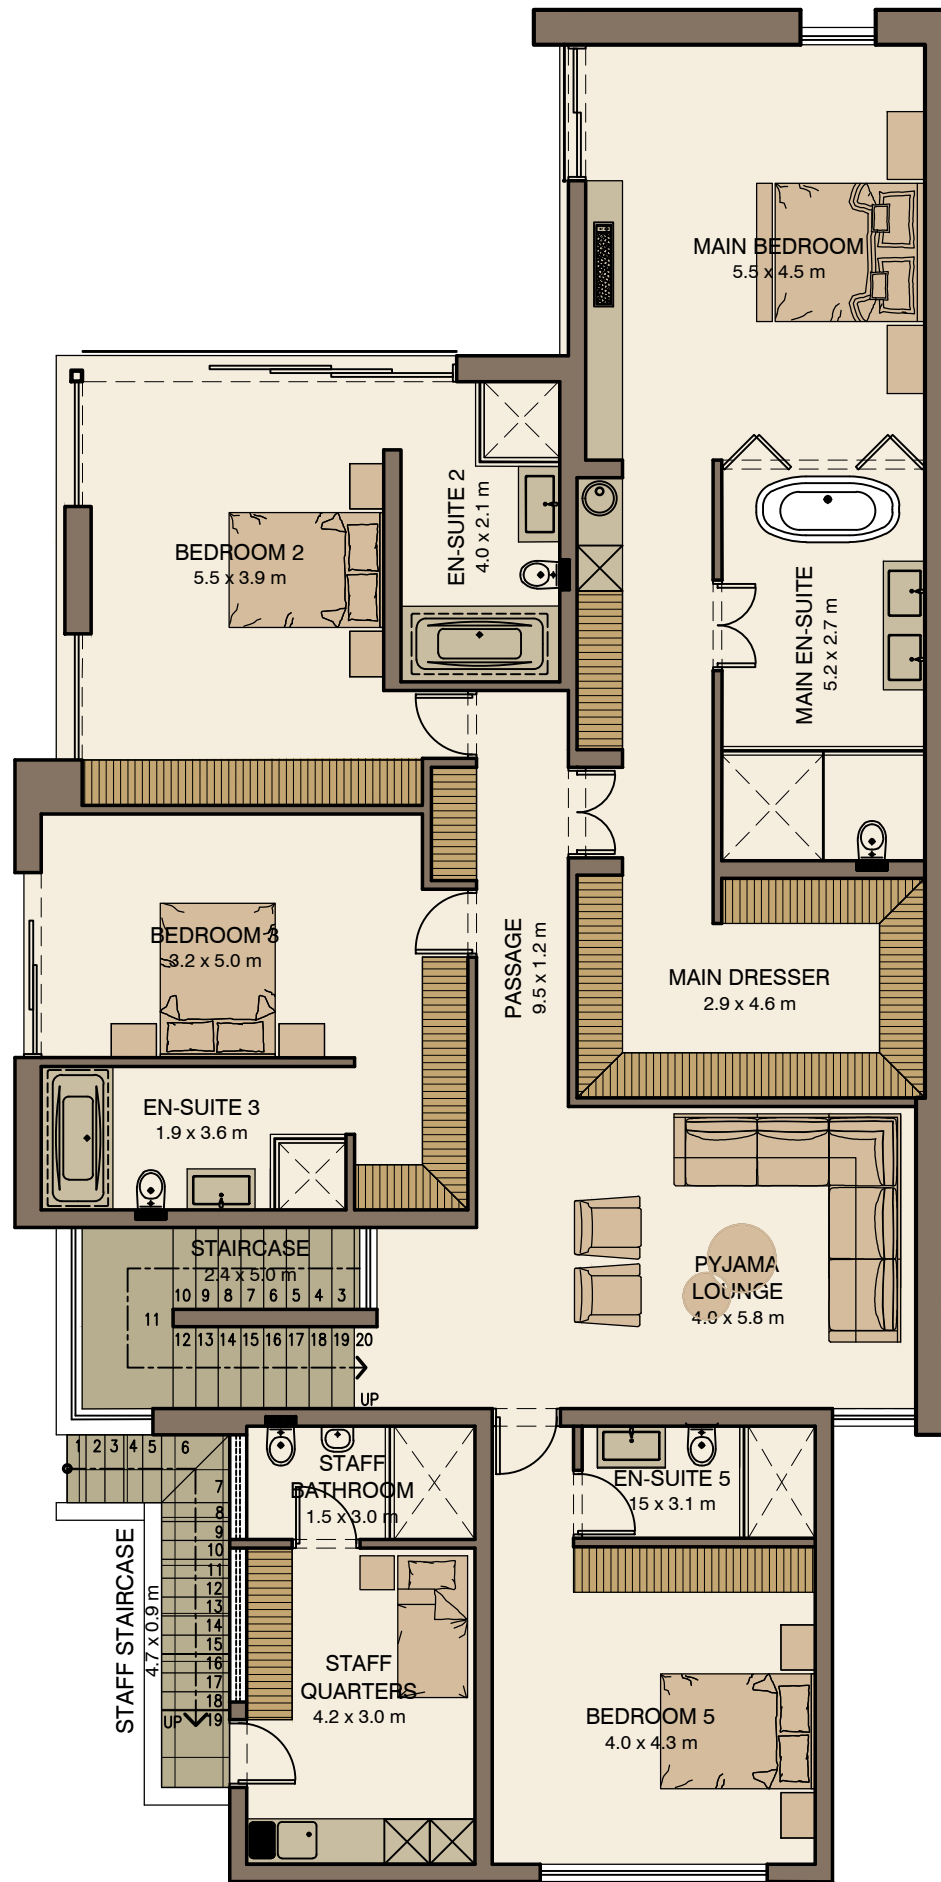 MAIN BEDROOM
5.5 x 4.5 m
BEDROOM 2
5.5 x 3.9 m
EN-SUITE 2
4.0 x 2.1 m
MAIN EN-SUITE
5.2 x 2.7 m
BEDROOM 3
3.2 x 5.0 m
PASSAGE
9.5 x 1.2 m
MAIN DRESSER
2.9 x 4.6 m
EN-SUITE 3
1.9 x 3.6 m
STAIRCASE
2.4 x 5.0 m
10 9 8 7 6 5 4 3
11
12 13 14 15 16 17 18 19 20
UP
PYJAMA
LOUNGE
4.0 x 5.8 m
1 2 3 4 5 6
7
8
9
10
11
12
13
14
15
16
17
18
UP 19
STAFF STAIRCASE
4.7 x 0.9 m
STAFF
BATHROOM
1.5 x 3.0 m
EN-SUITE 5
15 x 3.1 m
STAFF
QUARTERS
4.2 x 3.0 m
BEDROOM 5
4.0 x 4.3 m